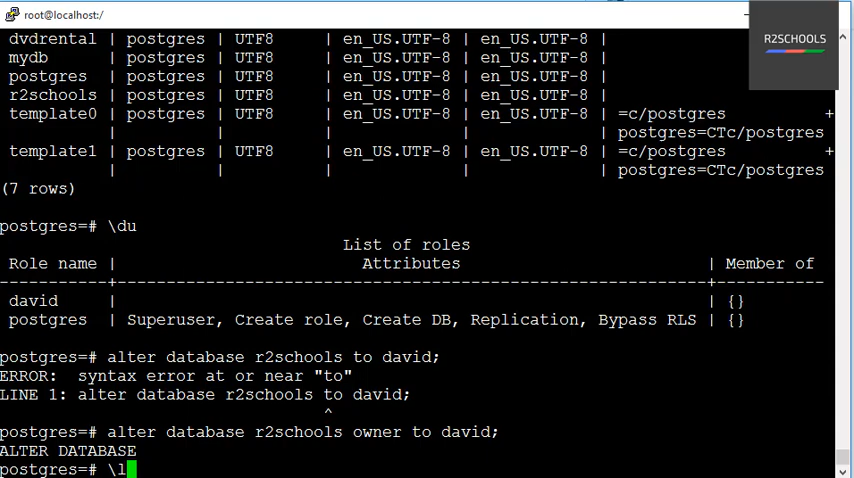 root@localhost:/
R2SCHOOLS
dvdrental | postgres | UTF8     | en_US.UTF-8 | en_US.UTF-8 |
mydb      | postgres | UTF8     | en_US.UTF-8 | en_US.UTF-8 |
postgres  | postgres | UTF8     | en_US.UTF-8 | en_US.UTF-8 |
r2schools | postgres | UTF8     | en_US.UTF-8 | en_US.UTF-8 |
template0 | postgres | UTF8     | en_US.UTF-8 | en_US.UTF-8 | =c/postgres           +
          |          |          |             |             | postgres=CTc/postgres
template1 | postgres | UTF8     | en_US.UTF-8 | en_US.UTF-8 | =c/postgres           +
          |          |          |             |             | postgres=CTc/postgres
(7 rows)
postgres=# \du
List of roles
Role name |                         Attributes                         | Member of
-----------+------------------------------------------------------------+-----------
david     |                                                            | {}
postgres  | Superuser, Create role, Create DB, Replication, Bypass RLS | {}
postgres=# alter database r2schools to david;
ERROR:  syntax error at or near "to"
LINE 1: alter database r2schools to david;
^
postgres=# alter database r2schools owner to david;
ALTER DATABASE
postgres=# \l